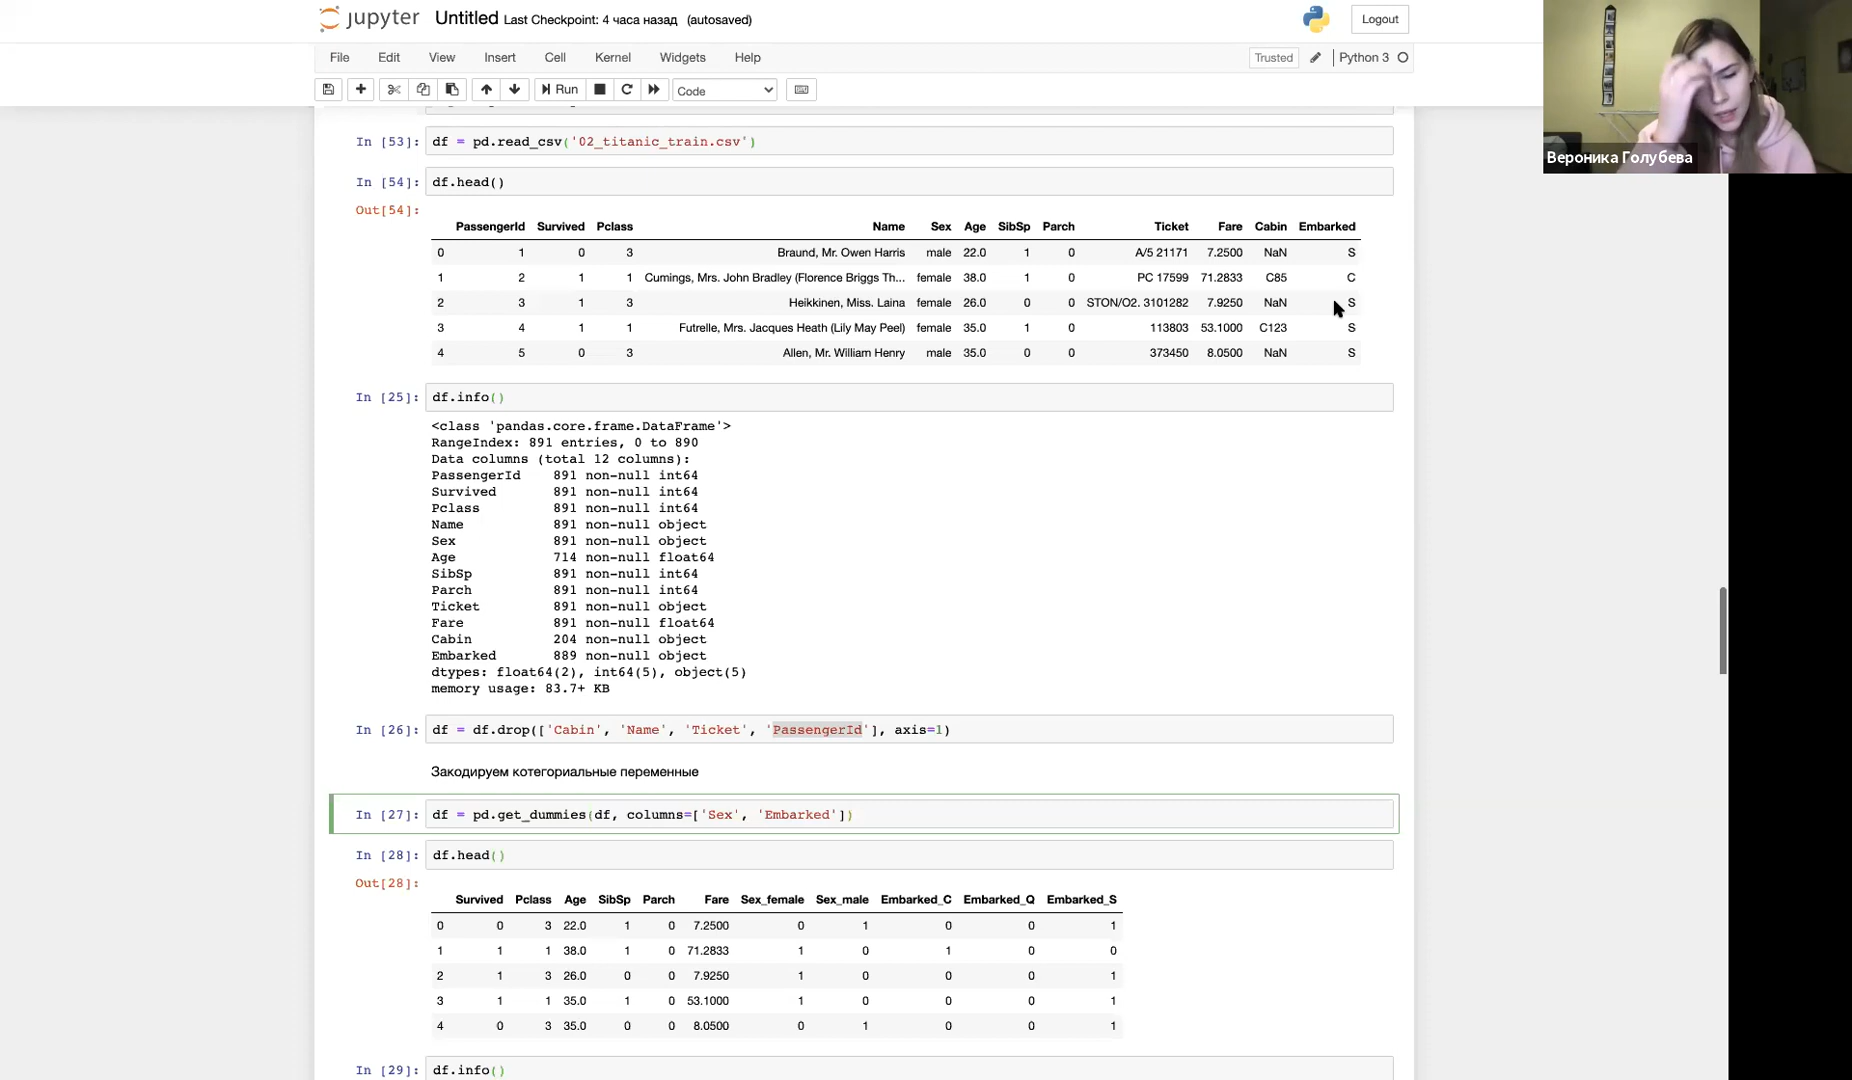 jupyter Untitled Last Checkpoint: 4 часа назад (autosaved) Logout
File Edit View Insert Cell Kernel Widgets Help Trusted Python 3
Run Code
Вероника Голубева
In [53]: df = pd.read_csv('02_titanic_train.csv')
In [54]: df.head()
Out[54]:
PassengerId Survived Pclass Name Sex Age SibSp Parch Ticket Fare Cabin Embarked
0 1 0 3 Braund, Mr. Owen Harris male 22.0 1 0 A/5 21171 7.2500 NaN S
1 2 1 1 Cumings, Mrs. John Bradley (Florence Briggs Th... female 38.0 1 0 PC 17599 71.2833 C85 C
2 3 1 3 Heikkinen, Miss. Laina female 26.0 0 0 STON/O2. 3101282 7.9250 NaN S
3 4 1 1 Futrelle, Mrs. Jacques Heath (Lily May Peel) female 35.0 1 0 113803 53.1000 C123 S
4 5 0 3 Allen, Mr. William Henry male 35.0 0 0 373450 8.0500 NaN S
In [25]: df.info()
<class 'pandas.core.frame.DataFrame'>
RangeIndex: 891 entries, 0 to 890
Data columns (total 12 columns):
PassengerId 891 non-null int64
Survived 891 non-null int64
Pclass 891 non-null int64
Name 891 non-null object
Sex 891 non-null object
Age 714 non-null float64
SibSp 891 non-null int64
Parch 891 non-null int64
Ticket 891 non-null object
Fare 891 non-null float64
Cabin 204 non-null object
Embarked 889 non-null object
dtypes: float64(2), int64(5), object(5)
memory usage: 83.7+ KB
In [26]: df = df.drop(['Cabin', 'Name', 'Ticket', 'PassengerId'], axis=1)
Закодируем котегориальные переменные
In [27]: df = pd.get_dummies(df, columns=['Sex', 'Embarked'])
In [28]: df.head()
Out[28]:
Survived Pclass Age SibSp Parch Fare Sex_female Sex_male Embarked_C Embarked_Q Embarked_S
0 0 3 22.0 1 0 7.2500 0 1 0 0 1
1 1 1 38.0 1 0 71.2833 1 0 1 0 0
2 1 3 26.0 0 0 7.9250 1 0 0 0 1
3 1 1 35.0 1 0 53.1000 1 0 0 0 1
4 0 3 35.0 0 0 8.0500 0 1 0 0 1
In [29]: df.info()